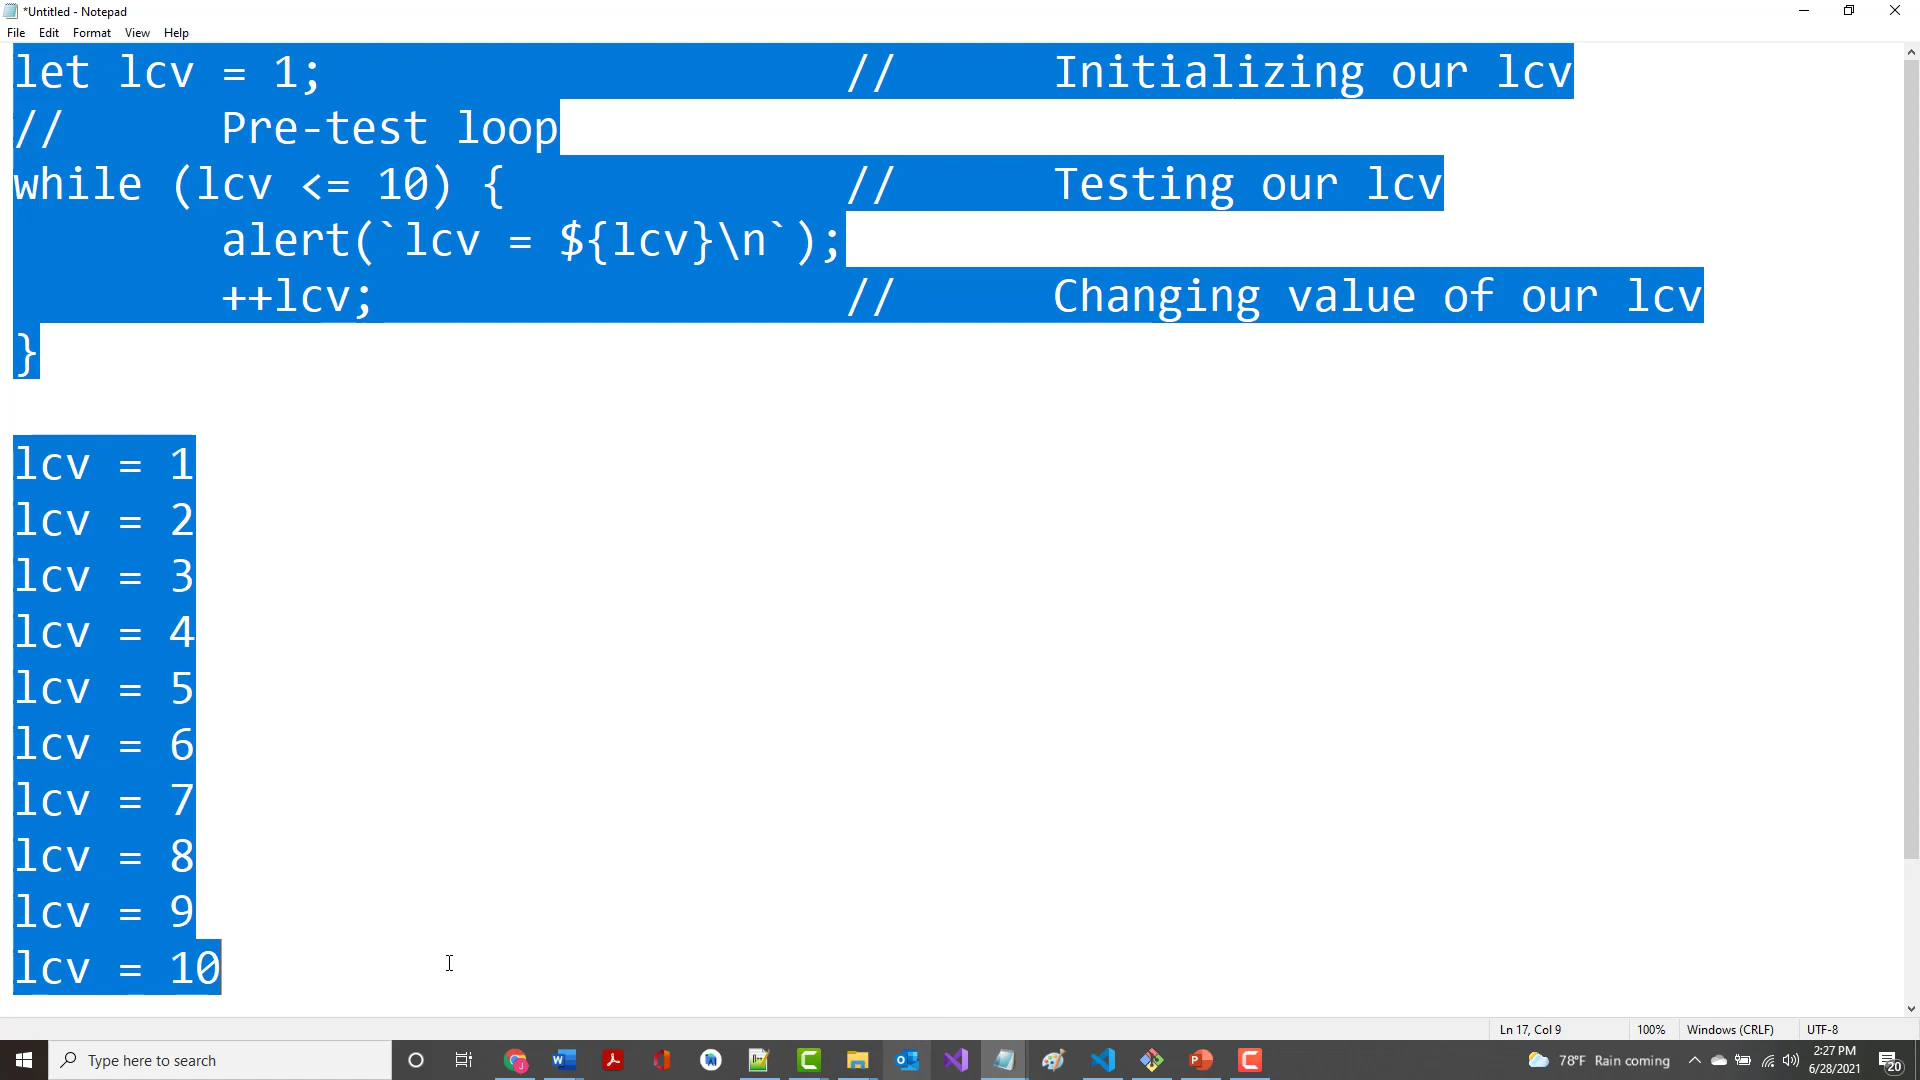 *Untitled - Notepad
File Edit Format View Help
let lcv = 1; // Initializing our lcv
// Pre-test loop
while (lcv <= 10) { // Testing our lcv
alert(`lcv = ${lcv}\n`);
++lcv; // Changing value of our lcv
}
lcv = 1
lcv = 2
lcv = 3
lcv = 4
lcv = 5
lcv = 6
lcv = 7
lcv = 8
lcv = 9
lcv = 10
Ln 17, Col 9 100% Windows (CRLF) UTF-8
Type here to search
78°F Rain coming
2:27 PM
6/28/2021
20